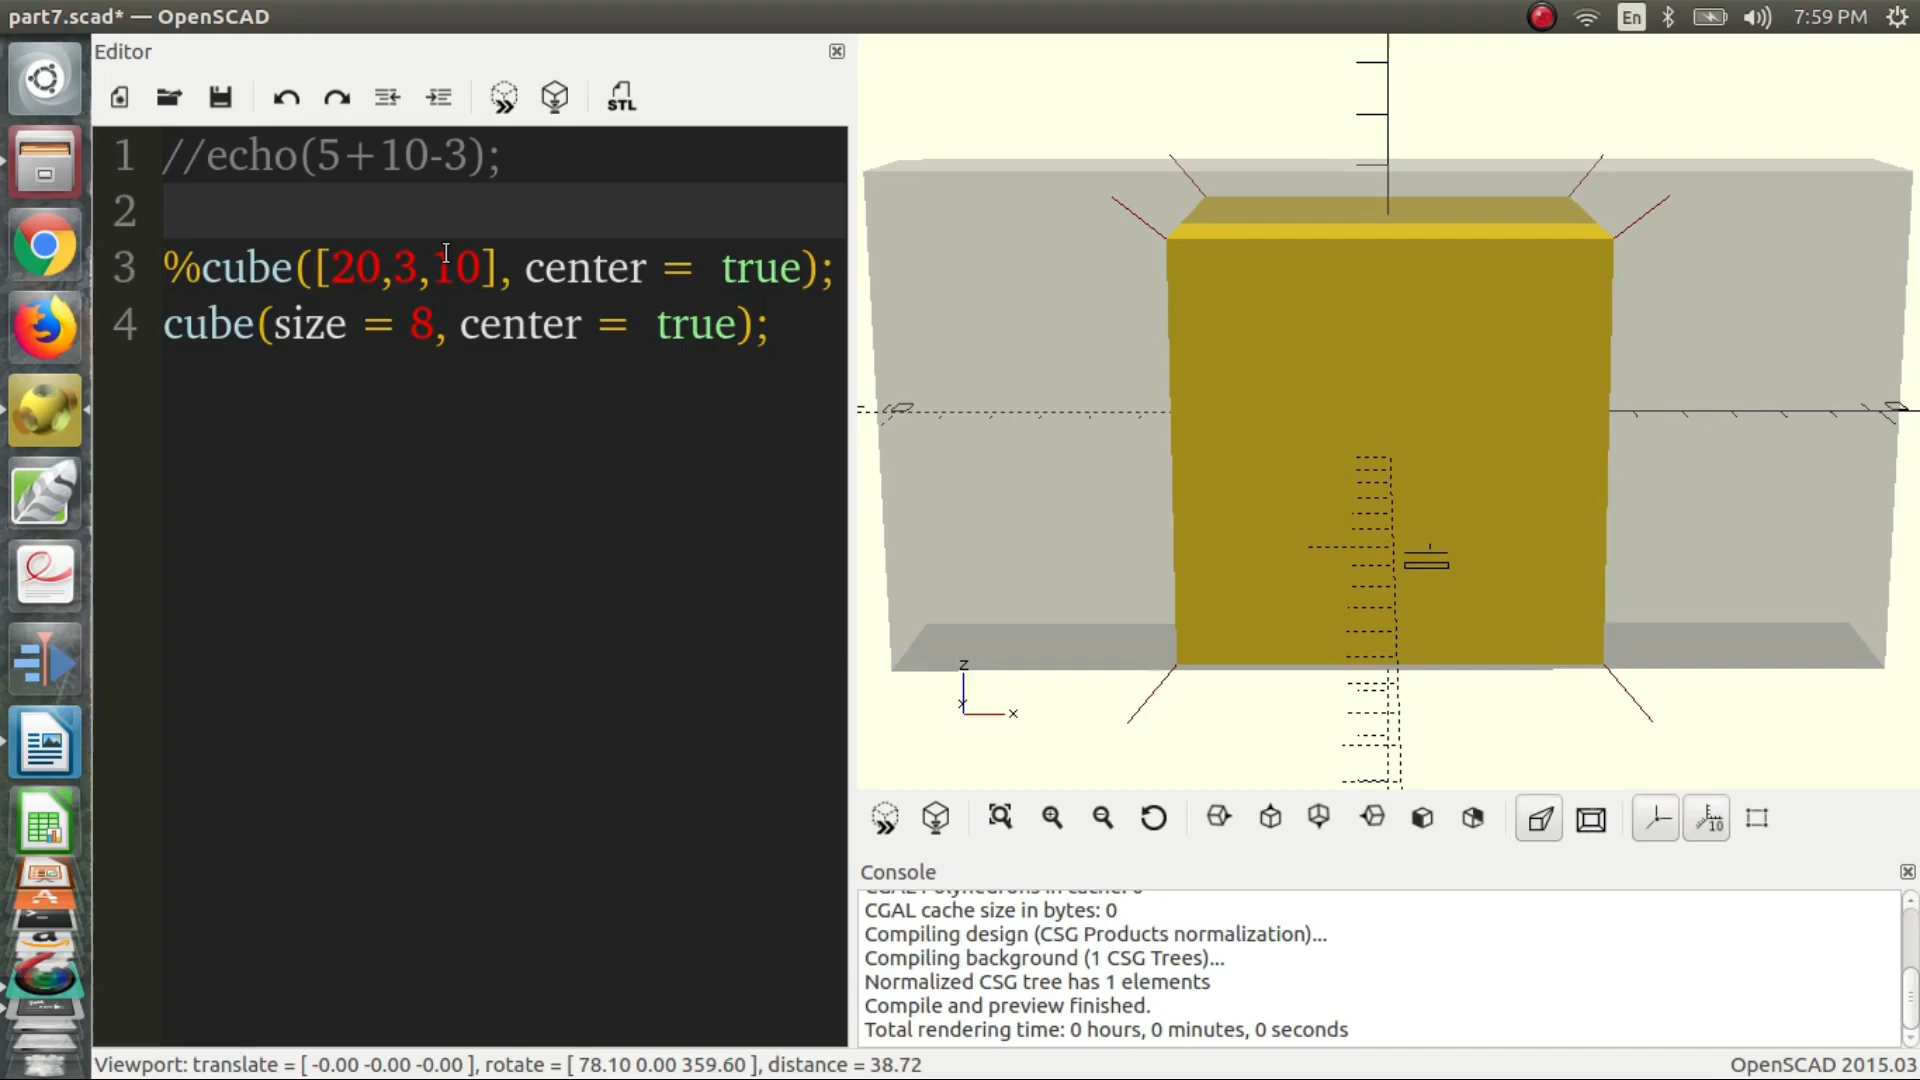 part7.scad* — OpenSCAD
En
7:59 PM
Editor
STL
1 //echo(5+10-3);
2
3 %cube([20,3,10], center =  true);
4 cube(size = 8, center =  true);
z
x
10
Console
CGAL cache size in bytes: 0
Compiling design (CSG Products normalization)...
Compiling background (1 CSG Trees)...
Normalized CSG tree has 1 elements
Compile and preview finished.
Total rendering time: 0 hours, 0 minutes, 0 seconds
Viewport: translate = [ -0.00 -0.00 -0.00 ], rotate = [ 78.10 0.00 359.60 ], distance = 38.72
OpenSCAD 2015.03